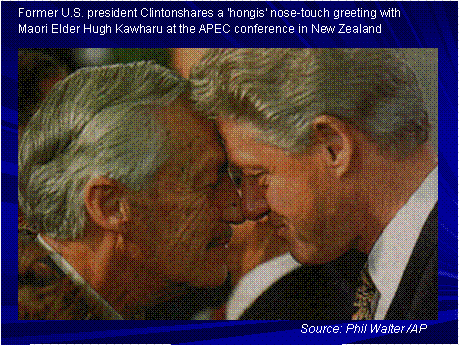 Former U.S. president Clintonshares a 'hongis' nose-touch greeting with
Maori Elder Hugh Kawharu at the APEC conference in New Zealand
Source: Phil Walter /AP